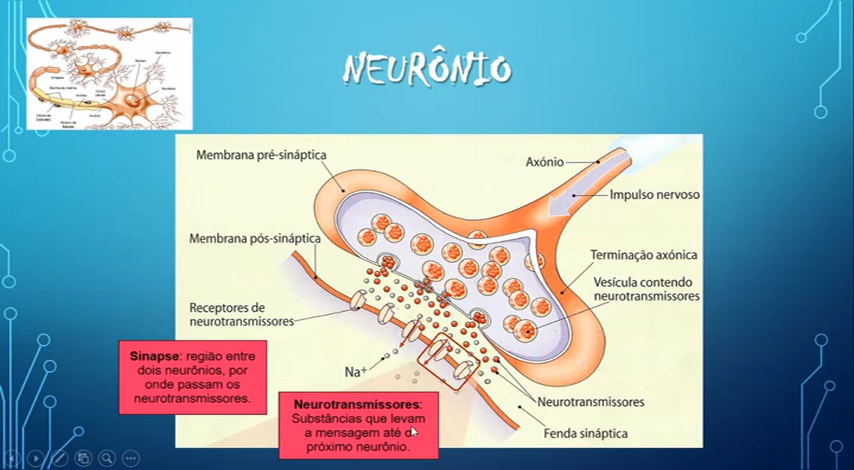 NEURÔNIO
Membrana pré-sináptica
Axónio
Impulso nervoso
Membrana pós-sináptica
Terminação axónica
Vesícula contendo
neurotransmissores
Receptores de
neurotransmissores
Na+
Neurotransmissores
Fenda sináptica
Sinapse: região entre
dois neurônios, por
onde passam os
neurotransmissores.
Neurotransmissores:
Substâncias que levam
a mensagem até
próximo neurônio.